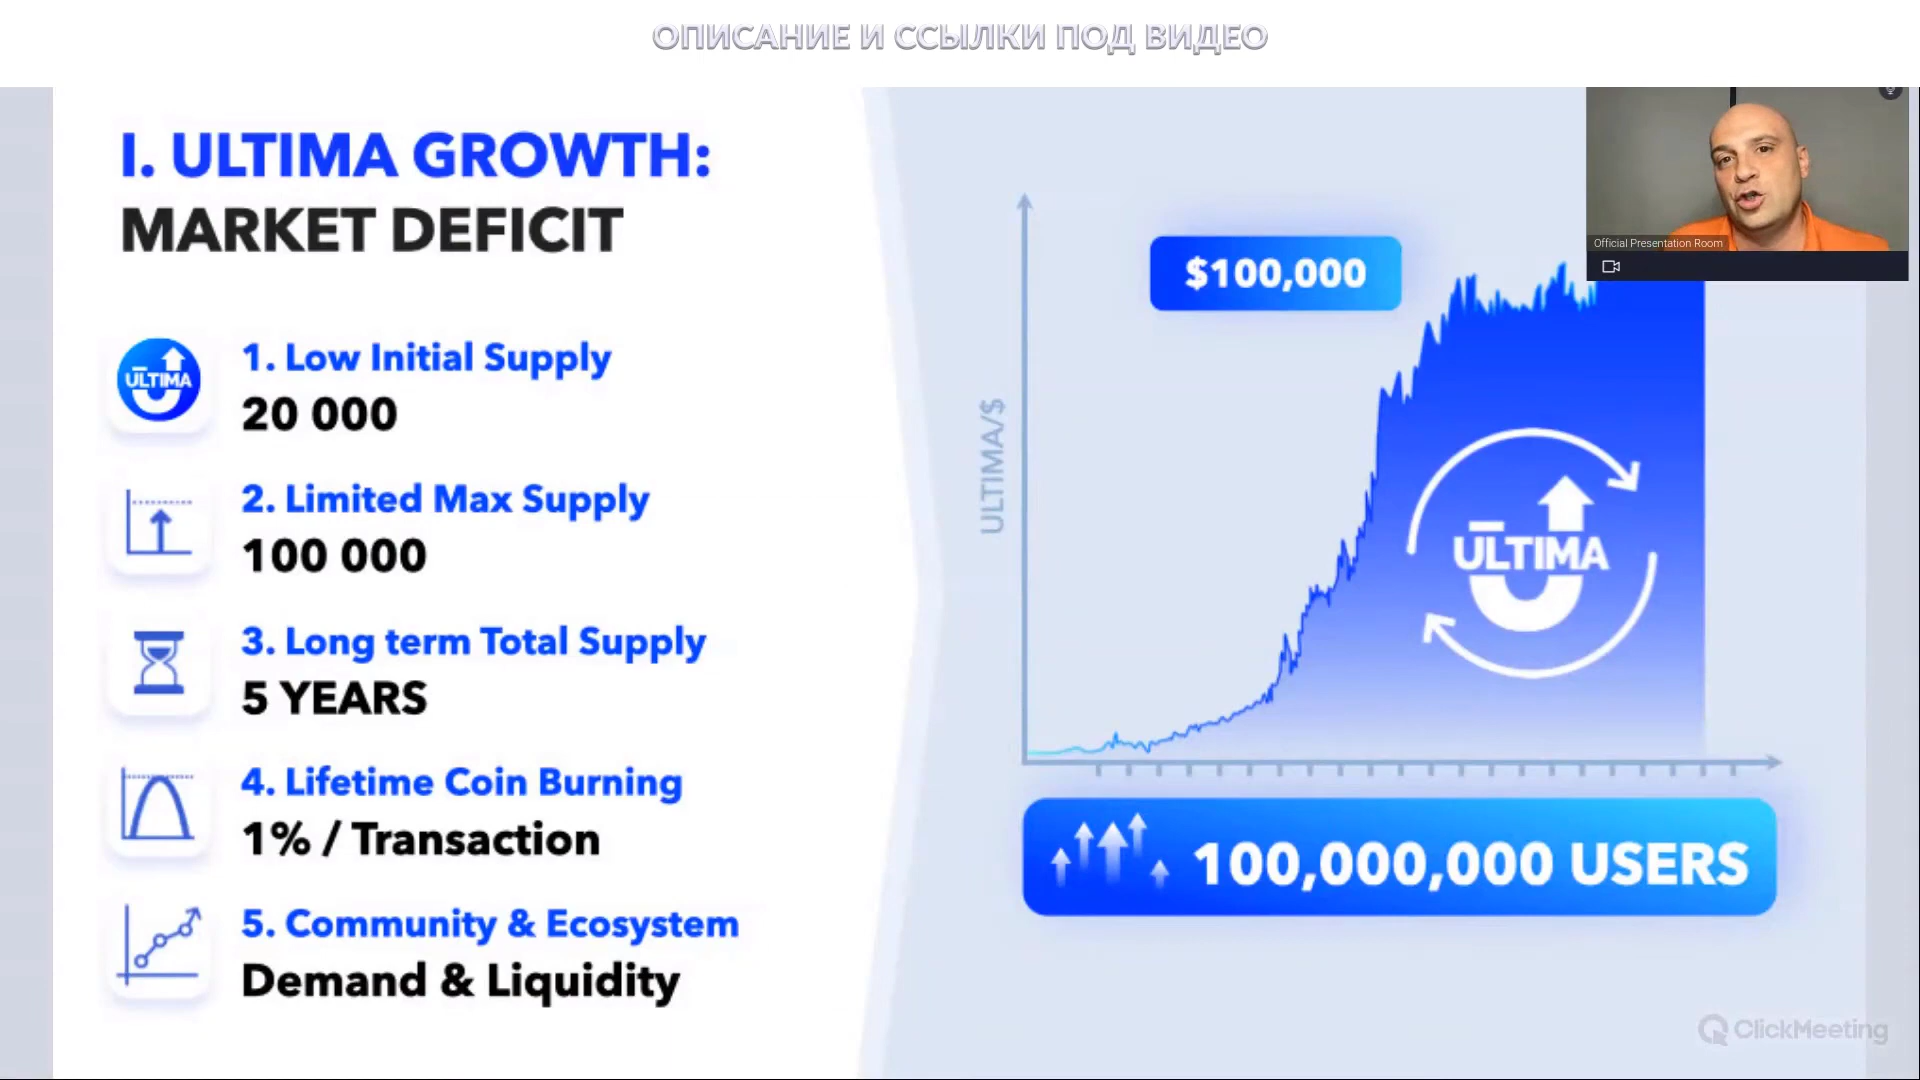 ОПИСАНИЕ И ССЫЛКИ ПОД ВИДЕО
I. ULTIMA GROWTH:
MARKET DEFICIT
ULTIMA
1. Low Initial Supply
20 000
2. Limited Max Supply
100 000
3. Long term Total Supply
5 YEARS
4. Lifetime Coin Burning
1% / Transaction
5. Community & Ecosystem
Demand & Liquidity
ULTIMA/$
$100,000
ULTIMA
100,000,000 USERS
Official Presentation Room
ClickMeeting